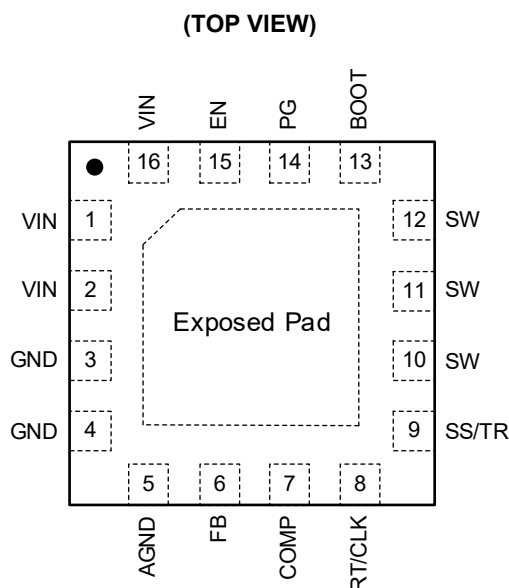 (TOP VIEW)
VIN EN PG BOOT
16 15 14 13
VIN 1 12 SW
VIN 2 11 SW
Exposed Pad
GND 3 10 SW
GND 4 9 SS/TR
5 6 7 8
AGND FB COMP RT/CLK